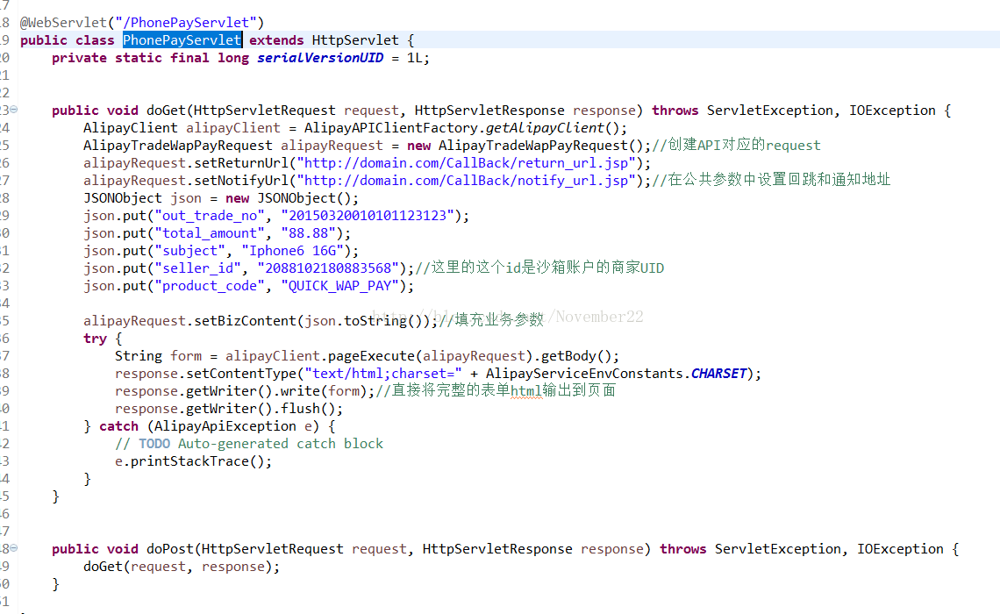 @WebServlet("/PhonePayServlet")
public class PhonePayServlet extends HttpServlet {
private static final long serialVersionUID = 1L;
public void doGet(HttpServletRequest request, HttpServletResponse response) throws ServletException, IOException {
AlipayClient alipayClient = AlipayAPIClientFactory.getAlipayClient();
AlipayTradeWapPayRequest alipayRequest = new AlipayTradeWapPayRequest();//创建API对应的request
alipayRequest.setReturnUrl("http://domain.com/CallBack/return_url.jsp");
alipayRequest.setNotifyUrl("http://domain.com/CallBack/notify_url.jsp");//在公共参数中设置回跳和通知地址
JSONObject json = new JSONObject();
json.put("out_trade_no", "20150320010101123123");
json.put("total_amount", "88.88");
json.put("subject", "Iphone6 16G");
json.put("seller_id", "2088102180883568");//这里的这个id是沙箱账户的商家UID
json.put("product_code", "QUICK_WAP_PAY");
alipayRequest.setBizContent(json.toString());//填充业务参数
try {
String form = alipayClient.pageExecute(alipayRequest).getBody();
response.setContentType("text/html;charset=" + AlipayServiceEnvConstants.CHARSET);
response.getWriter().write(form);//直接将完整的表单html输出到页面
response.getWriter().flush();
} catch (AlipayApiException e) {
// TODO Auto-generated catch block
e.printStackTrace();
}
}
public void doPost(HttpServletRequest request, HttpServletResponse response) throws ServletException, IOException {
doGet(request, response);
}